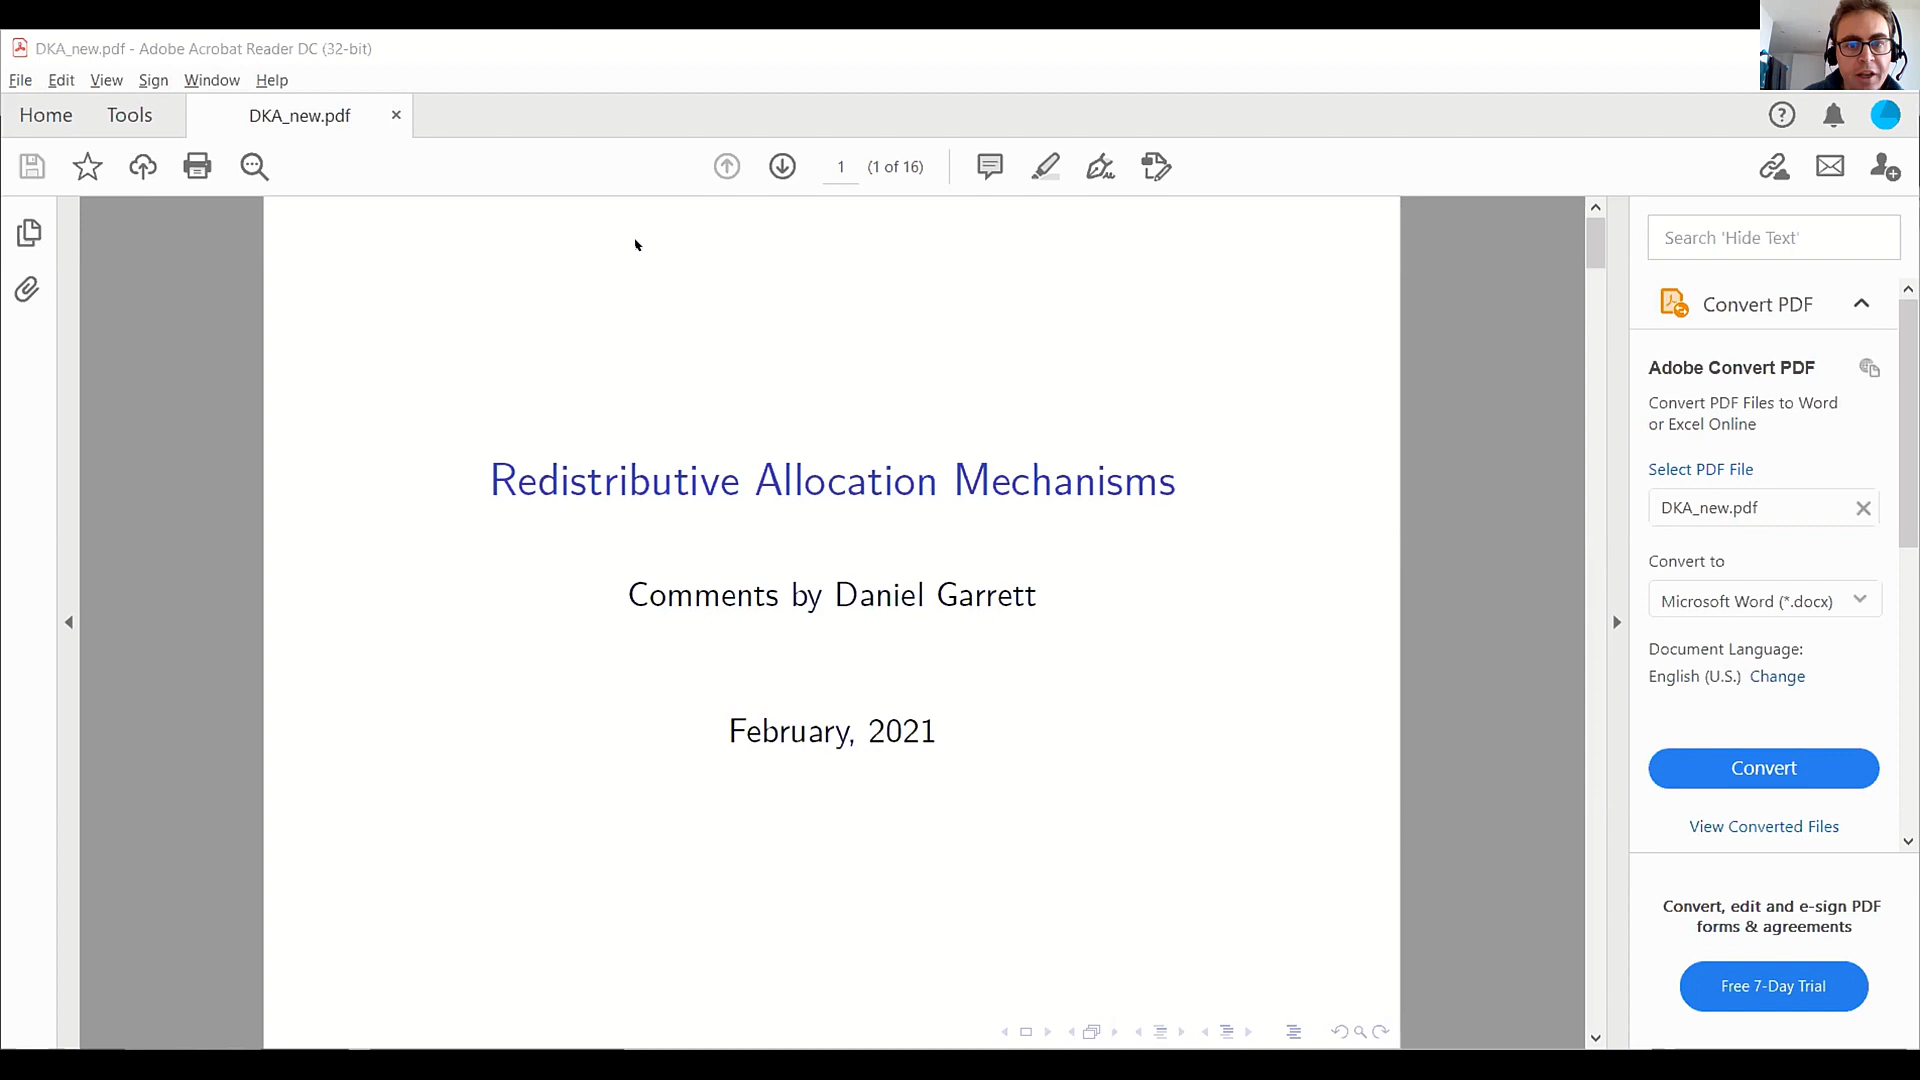 DKA_new.pdf - Adobe Acrobat Reader DC (32-bit)
File Edit View Sign Window Help
Home Tools DKA_new.pdf ×
1 (1 of 16)
Search 'Hide Text'
Convert PDF
Adobe Convert PDF
Convert PDF Files to Word
or Excel Online
Select PDF File
DKA_new.pdf
Convert to
Microsoft Word (*.docx)
Document Language:
English (U.S.) Change
Convert
View Converted Files
Convert, edit and e-sign PDF
forms & agreements
Free 7-Day Trial
Redistributive Allocation Mechanisms
Comments by Daniel Garrett
February, 2021